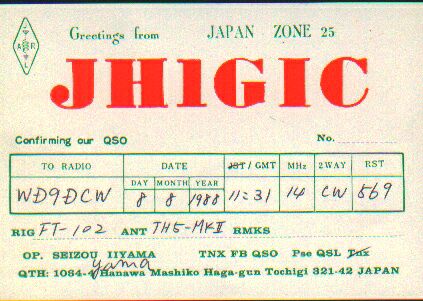 J A R L
Greetings from JAPAN ZONE 25
JH1GIC
Confirming our QSO No.
TO RADIO DATE JST/GMT MHz 2WAY RST
DAY MONTH YEAR
WD9DCW 8 8 1988 11:31 14 CW 569
RIG FT-102 ANT TH5-MKII RMKS
OP. SEIZOU IIYAMA TNX FB QSO Pse QSL Tnx
yama
QTH: 1084-4 Hanawa Mashiko Haga-gun Tochigi 321-42 JAPAN